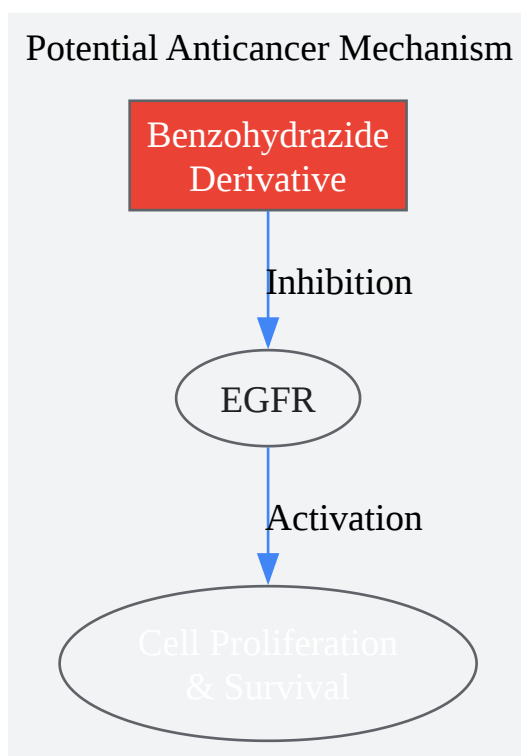 Potential Anticancer Mechanism
Benzohydrazide
Derivative
Inhibition
EGFR
Activation
Cell Proliferation
& Survival